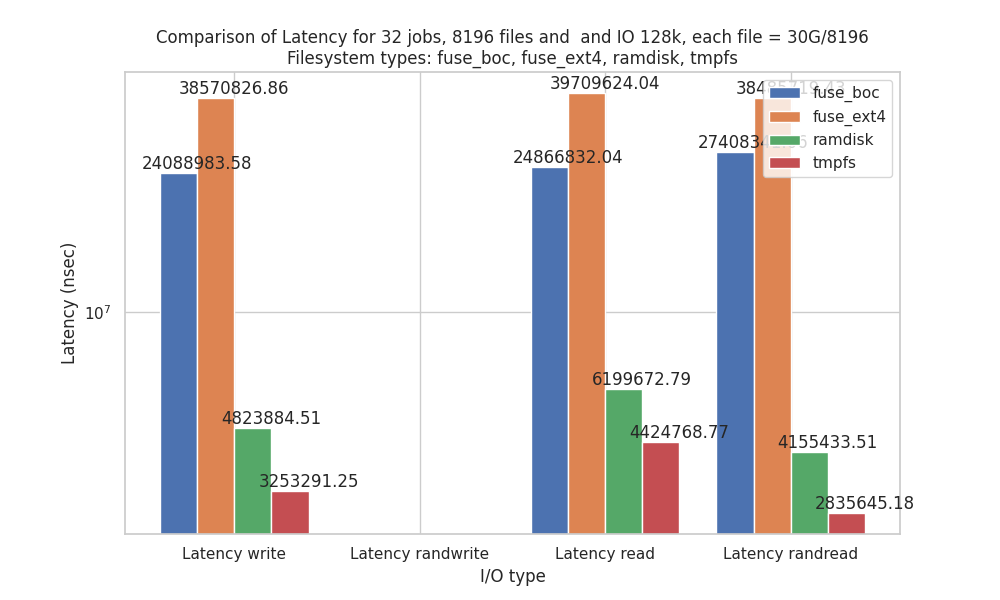 Comparison of Latency for 32 jobs, 8196 files and  and IO 128k, each file = 30G/8196
Filesystem types: fuse_boc, fuse_ext4, ramdisk, tmpfs
38570826.86
39709624.04
fuse_boc
fuse_ext4
ramdisk
tmpfs
24088983.58
24866832.04
Latency (nsec)
10⁷
6199672.79
4823884.51
4424768.77
4155433.51
3253291.25
2835645.18
Latency write
Latency randwrite
Latency read
Latency randread
I/O type